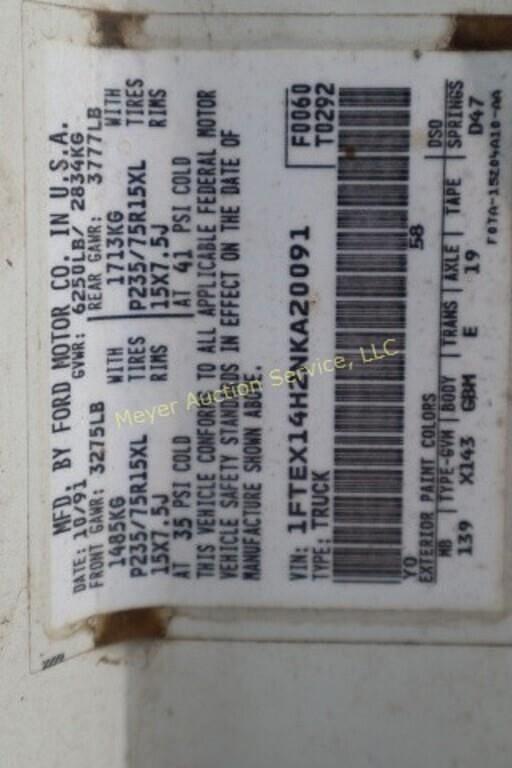 MFD. BY FORD MOTOR CO. IN U.S.A.
DATE: 10/91 GVWR: 6250LB/ 2834KG
FRONT GAWR: 3275LB REAR GAWR: 3777LB
1485KG WITH 1713KG WITH
P235/75R15XL TIRES P235/75R15XL TIRES
15X7.5J RIMS 15X7.5J RIMS
AT 35 PSI COLD AT 41 PSI COLD
THIS VEHICLE CONFORMS TO ALL APPLICABLE FEDERAL MOTOR
VEHICLE SAFETY STANDARDS IN EFFECT ON THE DATE OF
MANUFACTURE SHOWN ABOVE.
VIN: 1FTEX14H2NKA20091 F0060
TYPE: TRUCK T0292
YO 58
EXTERIOR PAINT COLORS DSO
WB TYPE-GVM BODY TRANS AXLE TAPE SPRINGS
139 X143 GBM E 19 D47
F0TA-15204A10-AA
Meyer Auction Service, LLC